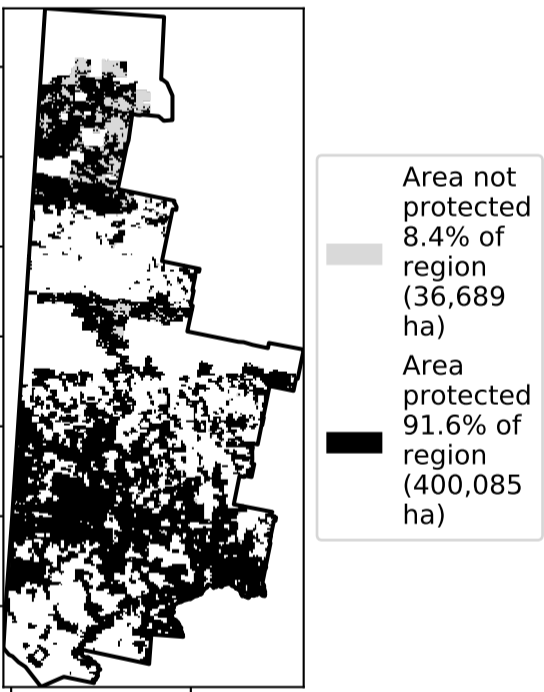 Area not
protected
8.4% of
region
(36,689
ha)
Area
protected
91.6% of
region
(400,085
ha)